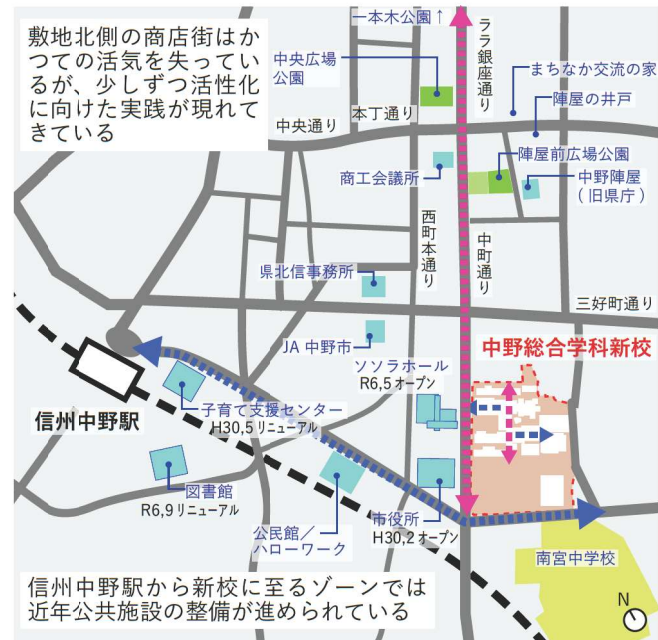 敷地北側の商店街はか
つての活気を失ってい
るが、少しずつ活性化
に向けた実践が現れて
きている
一本木公園↑
ララ銀座通り
中央広場
公園
まちなか交流の家
陣屋の井戸
本丁通り
中央通り
商工会議所
陣屋前広場公園
中野陣屋
(旧県庁)
西町本通り
中町通り
県北信事務所
三好町通り
JA 中野市
中野総合学科新校
ソソラホール
R6,5 オープン
信州中野駅
子育て支援センター
H30,5 リニューアル
図書館
R6,9 リニューアル
公民館/
ハローワーク
市役所
H30,2 オープン
南宮中学校
信州中野駅から新校に至るゾーンでは
近年公共施設の整備が進められている
N